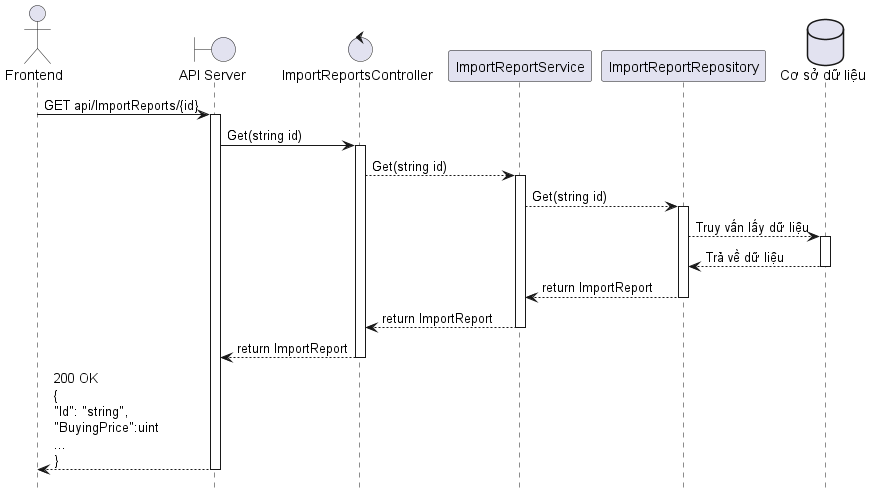 Frontend
API Server
ImportReportsController
ImportReportService
ImportReportRepository
Cơ sở dữ liệu
GET api/ImportReports/{id}
Get(string id)
Get(string id)
Get(string id)
Truy vấn lấy dữ liệu
Trả về dữ liệu
return ImportReport
return ImportReport
return ImportReport
200 OK
{
"Id": "string",
"BuyingPrice":uint
...
}